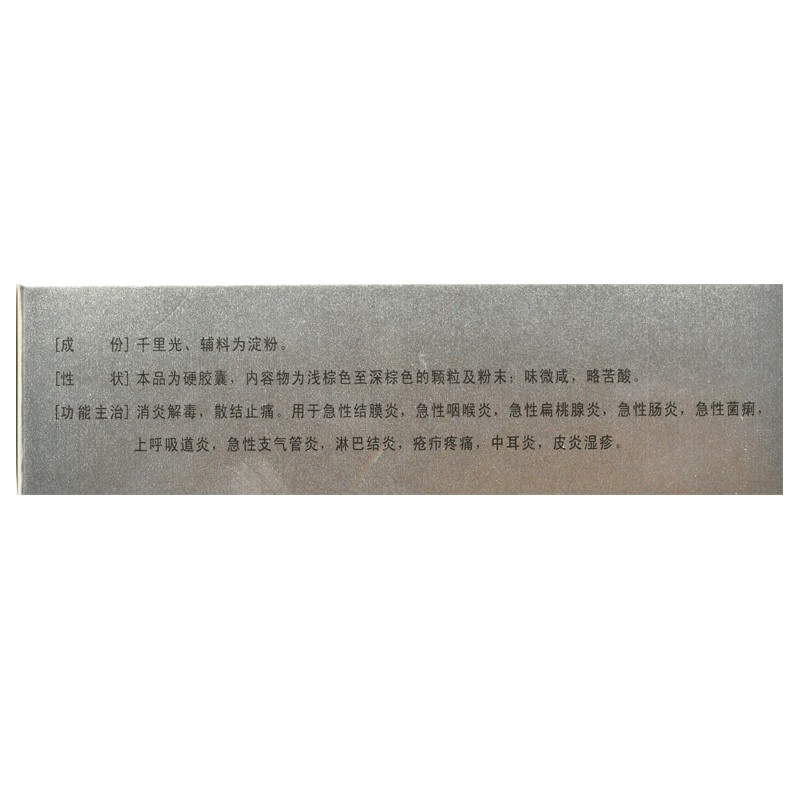 [成　份] 千里光、辅料为淀粉。
[性　状] 本品为硬胶囊，内容物为浅棕色至深棕色的颗粒及粉末；味微咸，略苦酸。
[功能主治] 消炎解毒，散结止痛。用于急性结膜炎，急性咽喉炎，急性扁桃腺炎，急性肠炎，急性菌痢，
上呼吸道炎，急性支气管炎，淋巴结炎，疮疖疼痛，中耳炎，皮炎湿疹。